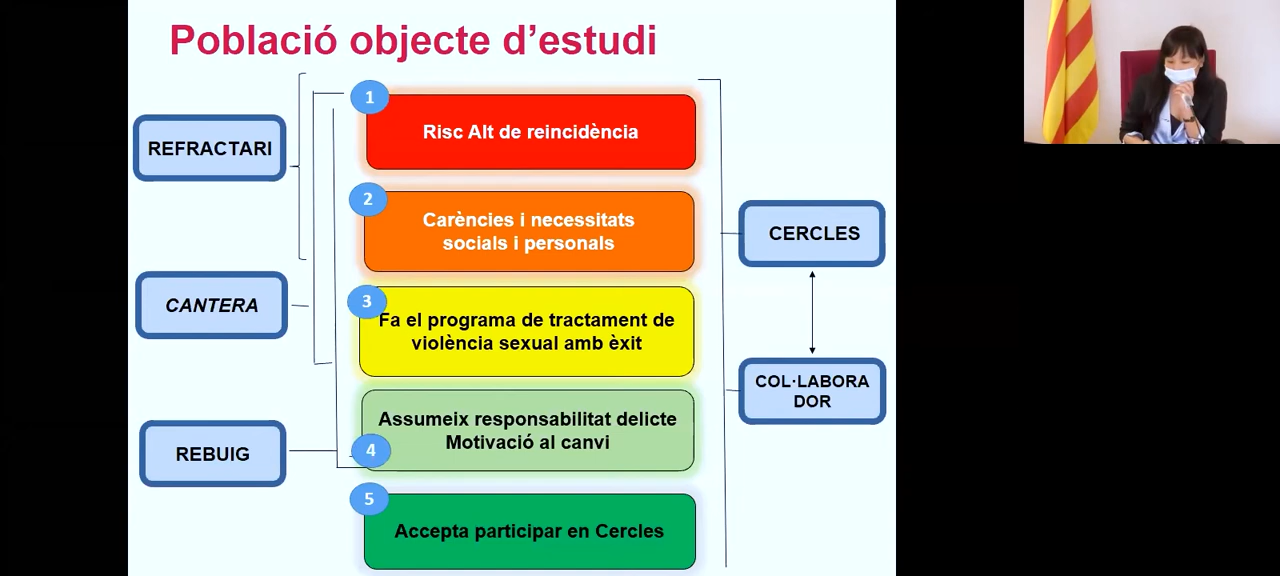 Població objecte d'estudi
1
Risc Alt de reincidència
REFRACTARI
2
Carències i necessitats
socials i personals
CERCLES
CANTERA
3
Fa el programa de tractament de
violència sexual amb èxit
COL·LABORA
DOR
Assumeix responsabilitat delicte
Motivació al canvi
4
REBUIG
5
Accepta participar en Cercles